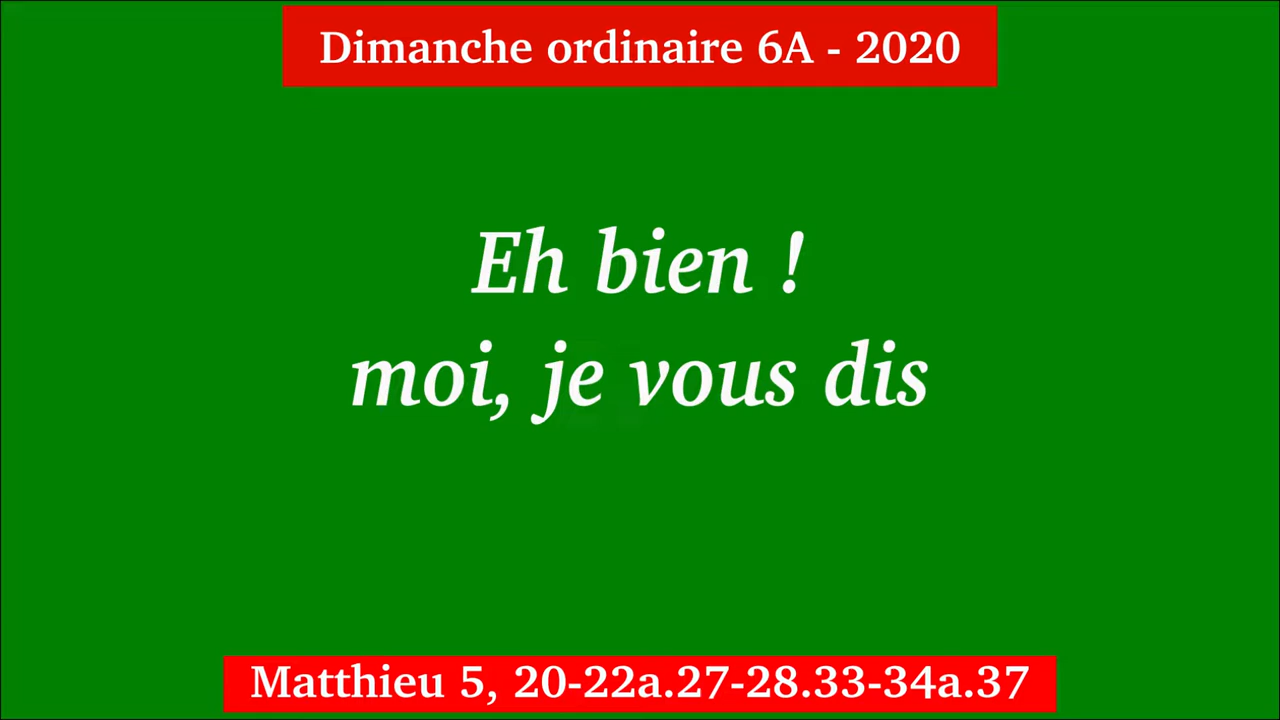 Dimanche ordinaire 6A - 2020
Eh bien !
moi, je vous dis
Matthieu 5, 20-22a.27-28.33-34a.37